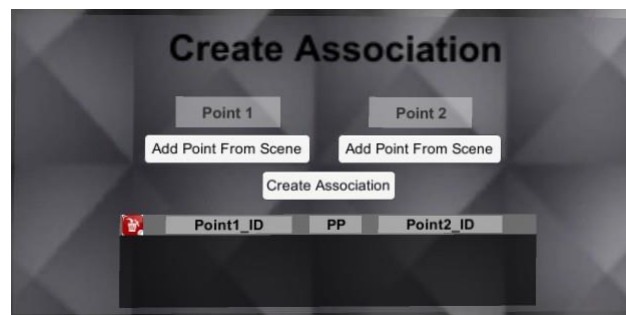 Create Association
Point 1 Point 2
Add Point From Scene Add Point From Scene
Create Association
Point1_ID PP Point2_ID